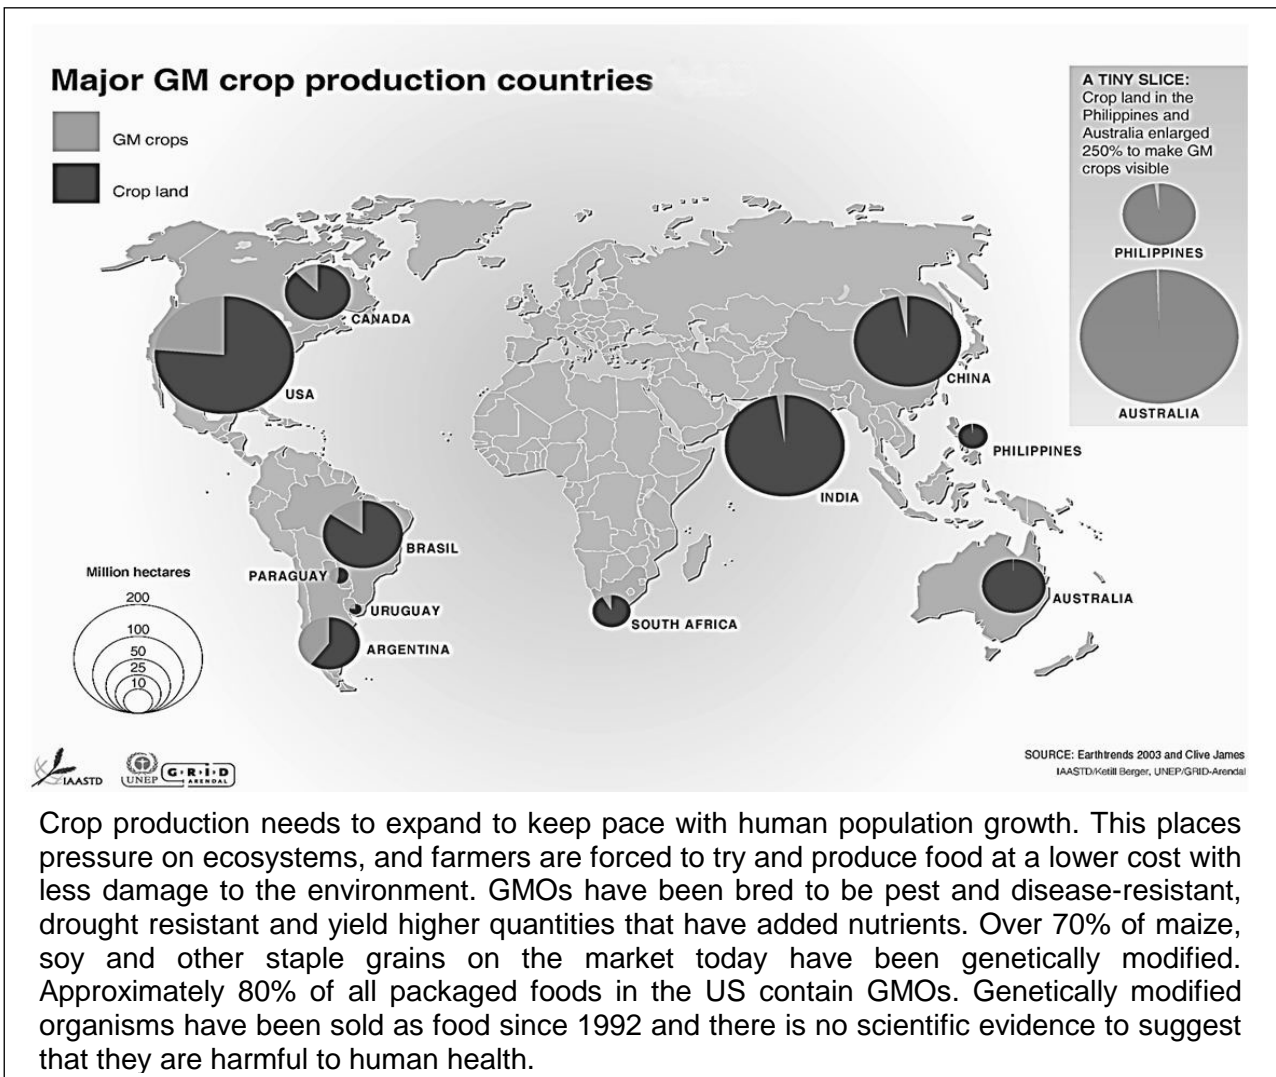 Major GM crop production countries
GM crops
Crop land
A TINY SLICE:
Crop land in the
Philippines and
Australia enlarged
250% to make GM
crops visible
PHILIPPINES
AUSTRALIA
CANADA
USA
CHINA
PHILIPPINES
INDIA
BRASIL
PARAGUAY
URUGUAY
ARGENTINA
SOUTH AFRICA
AUSTRALIA
Million hectares
200
100
50
25
10
IAASTD
UNEP
G·R·I·D
ARENDAL
SOURCE: Earthtrends 2003 and Clive James
IAASTD/Ketill Berger, UNEP/GRID-Arendal
Crop production needs to expand to keep pace with human population growth. This places
pressure on ecosystems, and farmers are forced to try and produce food at a lower cost with
less damage to the environment. GMOs have been bred to be pest and disease-resistant,
drought resistant and yield higher quantities that have added nutrients. Over 70% of maize,
soy and other staple grains on the market today have been genetically modified.
Approximately 80% of all packaged foods in the US contain GMOs. Genetically modified
organisms have been sold as food since 1992 and there is no scientific evidence to suggest
that they are harmful to human health.